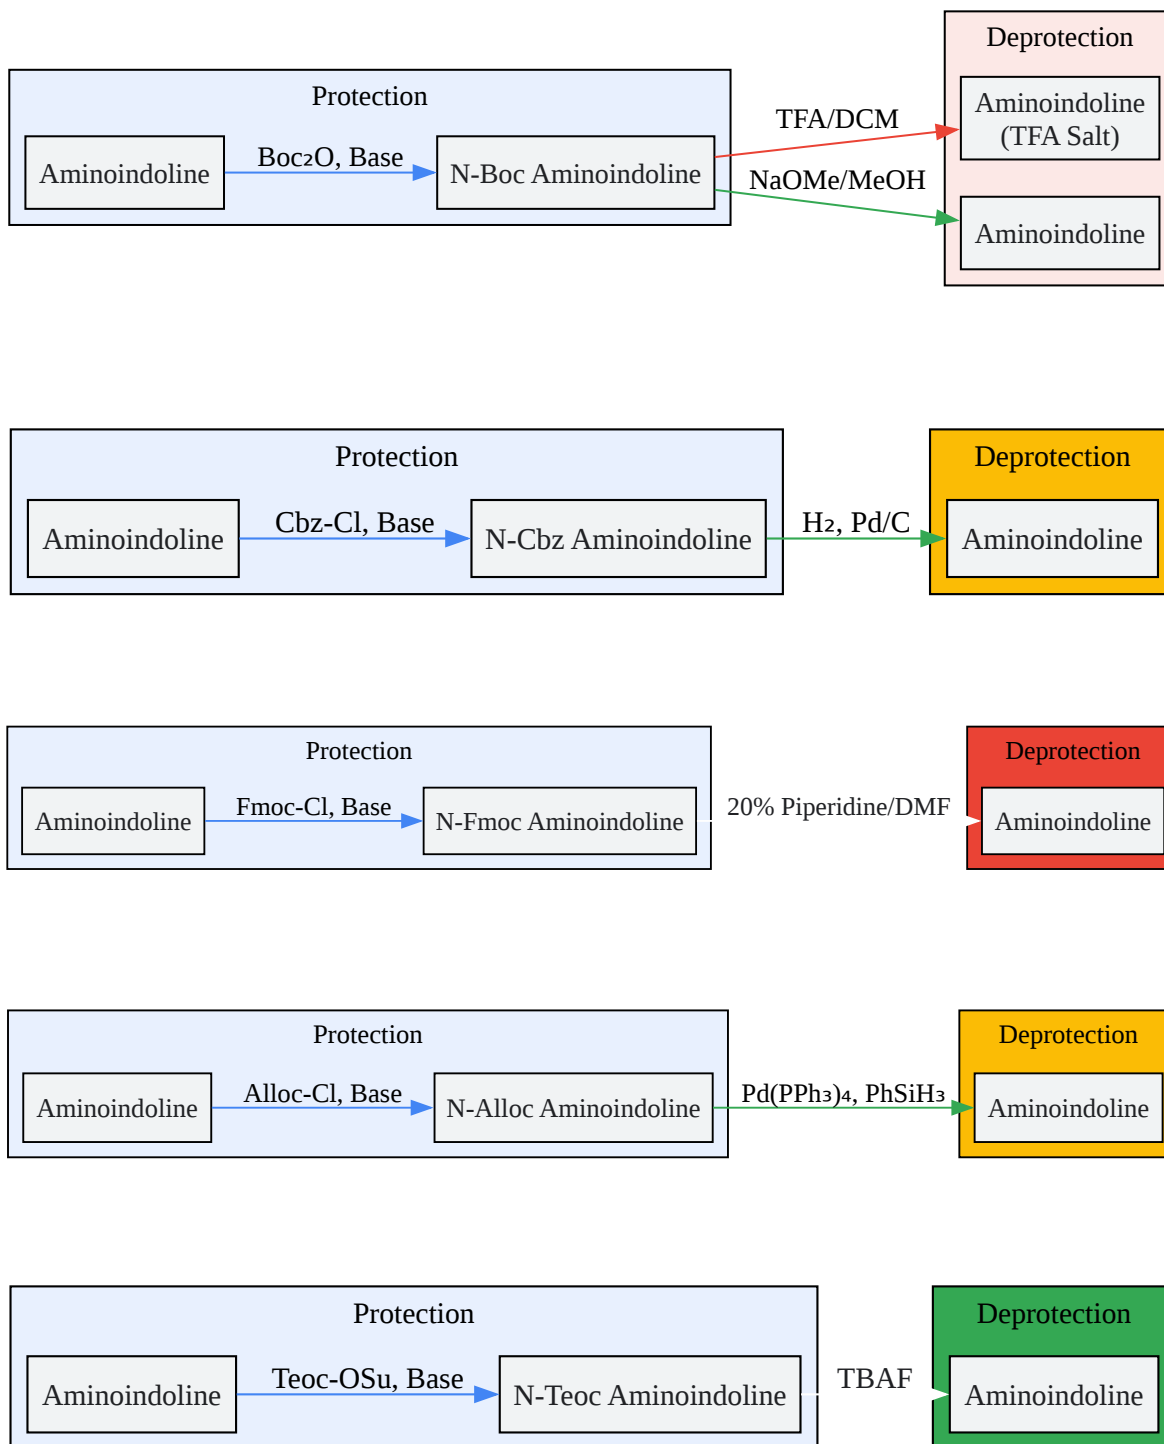 Deprotection
Protection
Aminoindoline
Boc₂O, Base
N-Boc Aminoindoline
TFA/DCM
NaOMe/MeOH
Aminoindoline
(TFA Salt)
Aminoindoline
Protection
Aminoindoline
Cbz-Cl, Base
N-Cbz Aminoindoline
H₂, Pd/C
Deprotection
Aminoindoline
Protection
Aminoindoline
Fmoc-Cl, Base
N-Fmoc Aminoindoline
20% Piperidine/DMF
Deprotection
Aminoindoline
Protection
Aminoindoline
Alloc-Cl, Base
N-Alloc Aminoindoline
Pd(PPh₃)₄, PhSiH₃
Deprotection
Aminoindoline
Protection
Aminoindoline
Teoc-OSu, Base
N-Teoc Aminoindoline
TBAF
Deprotection
Aminoindoline